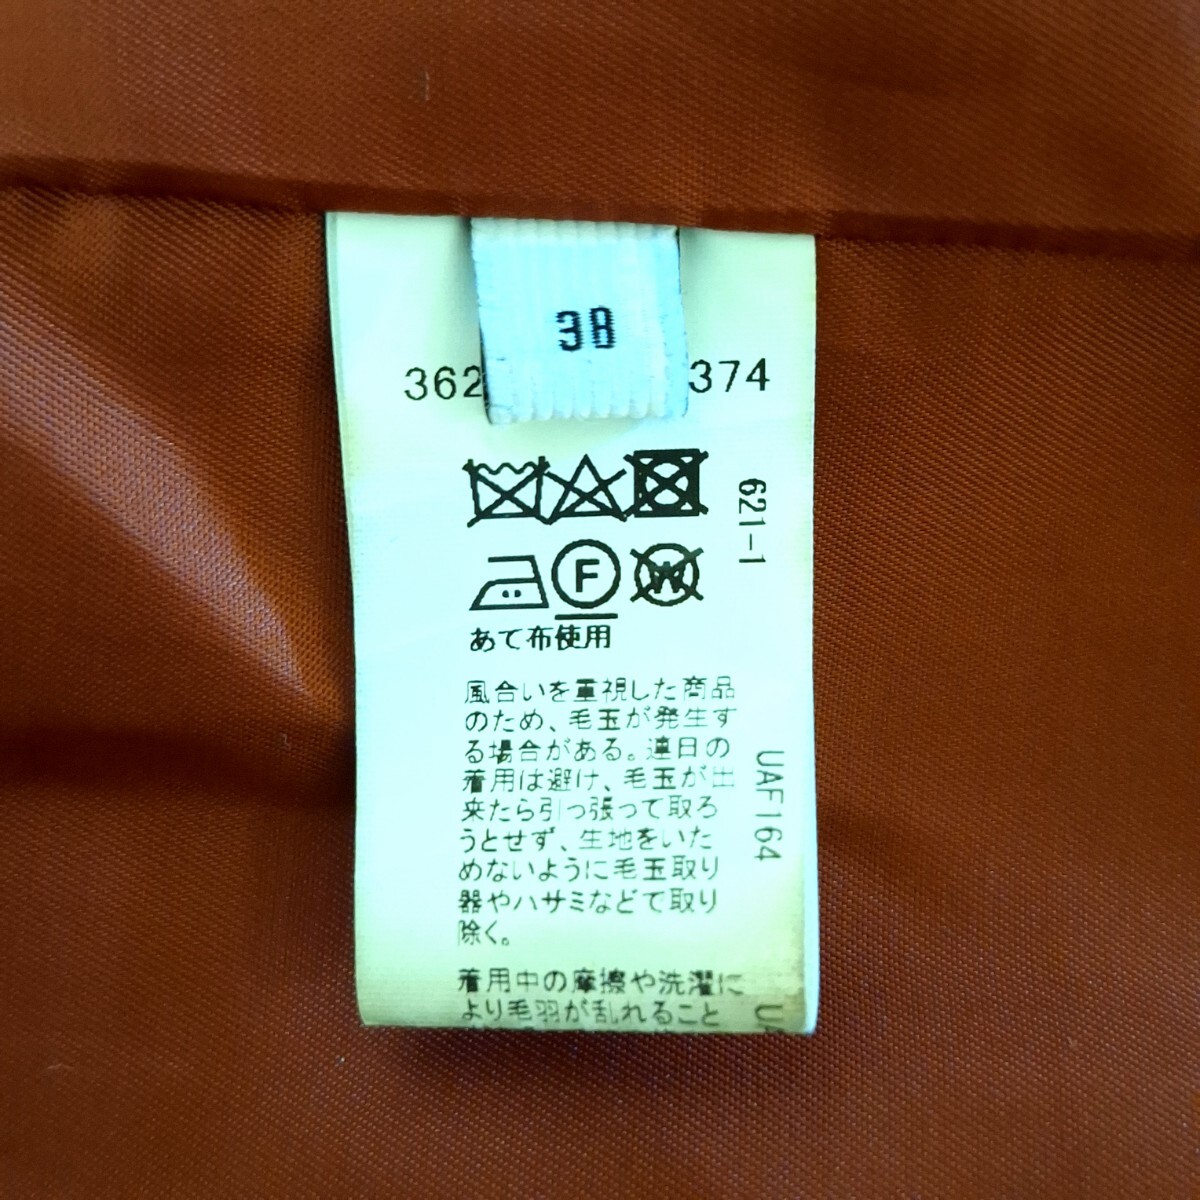 38
362 374
621-1
F W
あて布使用
風合いを重視した商品
のため、毛玉が発生す
る場合がある。連日の
着用は避け、毛玉が出
来たら引っ張って取ろ
うとせず、生地をいた
めないように毛玉取り
器やハサミなどで取り
除く。
UAF164
着用中の摩擦や洗濯に
より毛羽が乱れること
UA